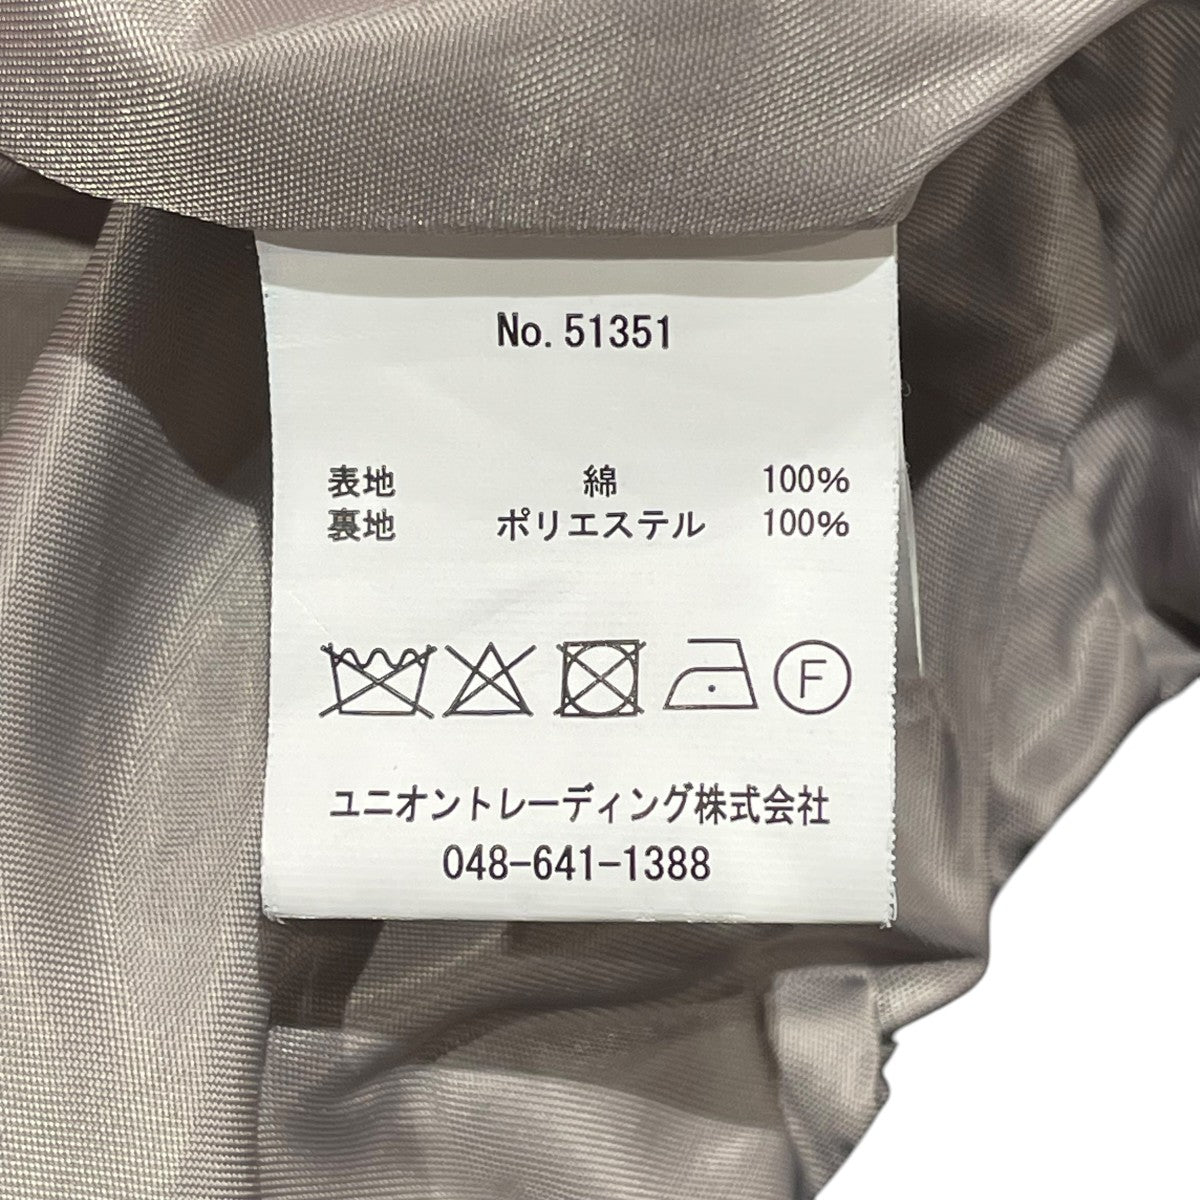 No. 51351
表地 綿 100%
裏地 ポリエステル 100%
F
ユニオントレーディング株式会社
048-641-1388